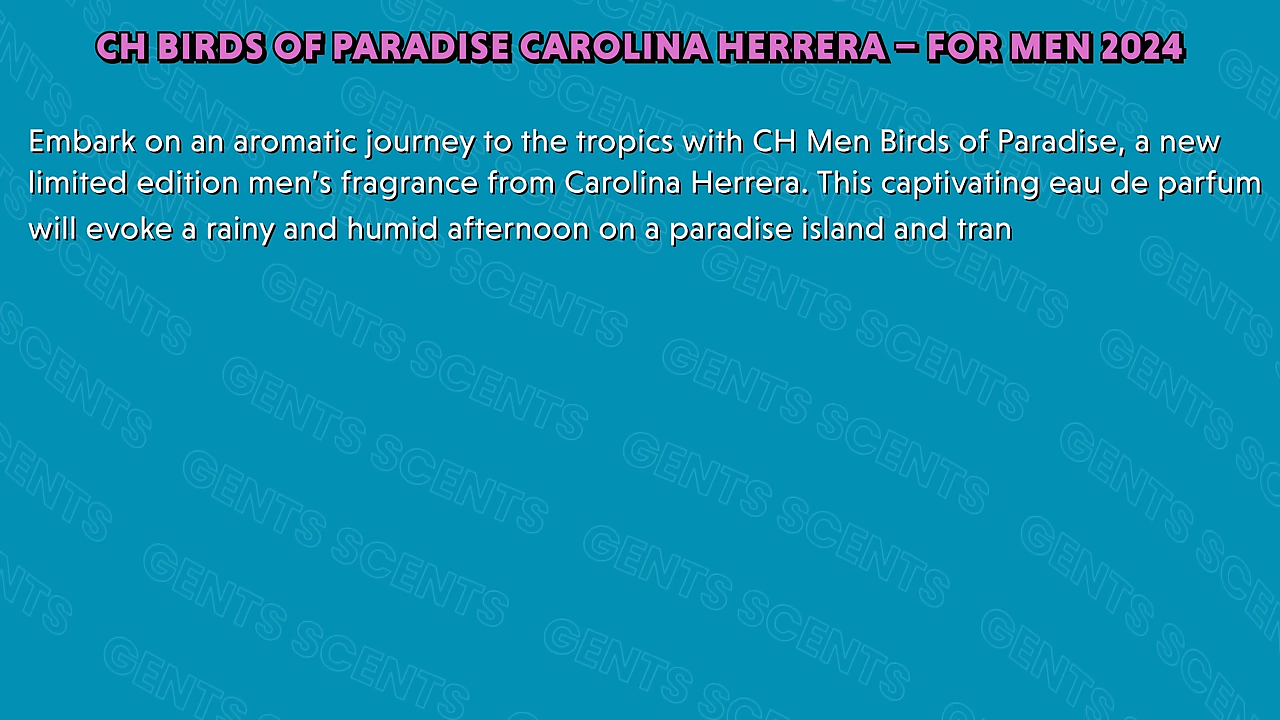 CH BIRDS OF PARADISE CAROLINA HERRERA – FOR MEN 2024
Embark on an aromatic journey to the tropics with CH Men Birds of Paradise, a new
limited edition men’s fragrance from Carolina Herrera. This captivating eau de parfum
will evoke a rainy and humid afternoon on a paradise island and tran
GENTS SCENTS